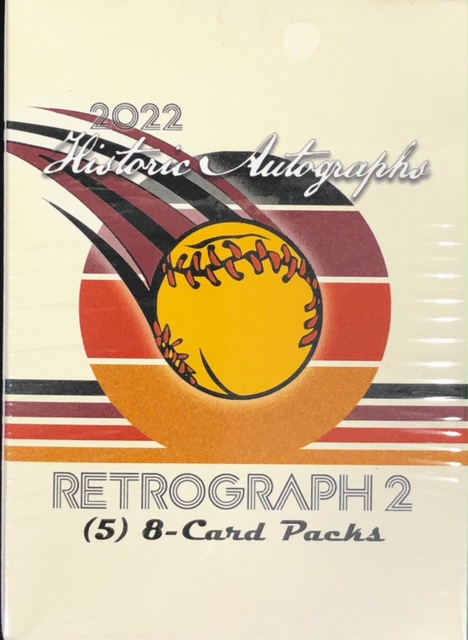 2022
Historic Autographs
RETROGRAPH 2
(5) 8-Card Packs